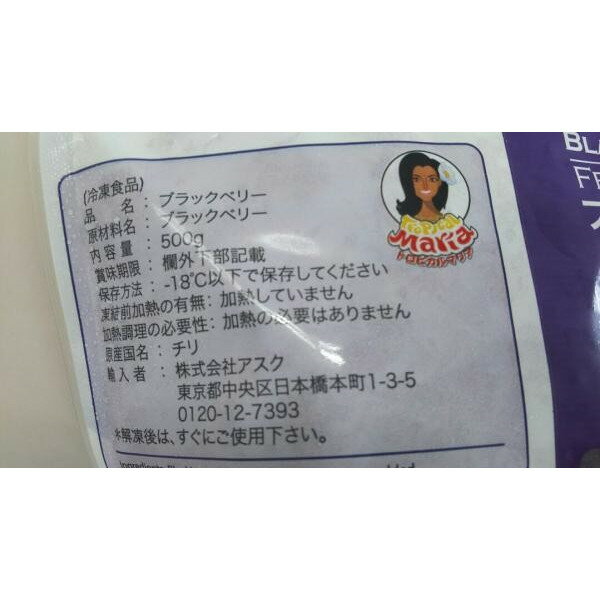 (冷凍食品)
品　名 : ブラックベリー
原材料名 : ブラックベリー
内容量 : 500g
賞味期限 : 欄外下部記載
保存方法 : -18℃以下で保存してください
凍結前加熱の有無: 加熱していません
加熱調理の必要性: 加熱の必要はありません
原産国名 : チリ
輸入者 : 株式会社アスク
東京都中央区日本橋本町1-3-5
0120-12-7393
※解凍後は、すぐにご使用下さい。
TROPICAL
Maria
トロピカルマリア
BLA